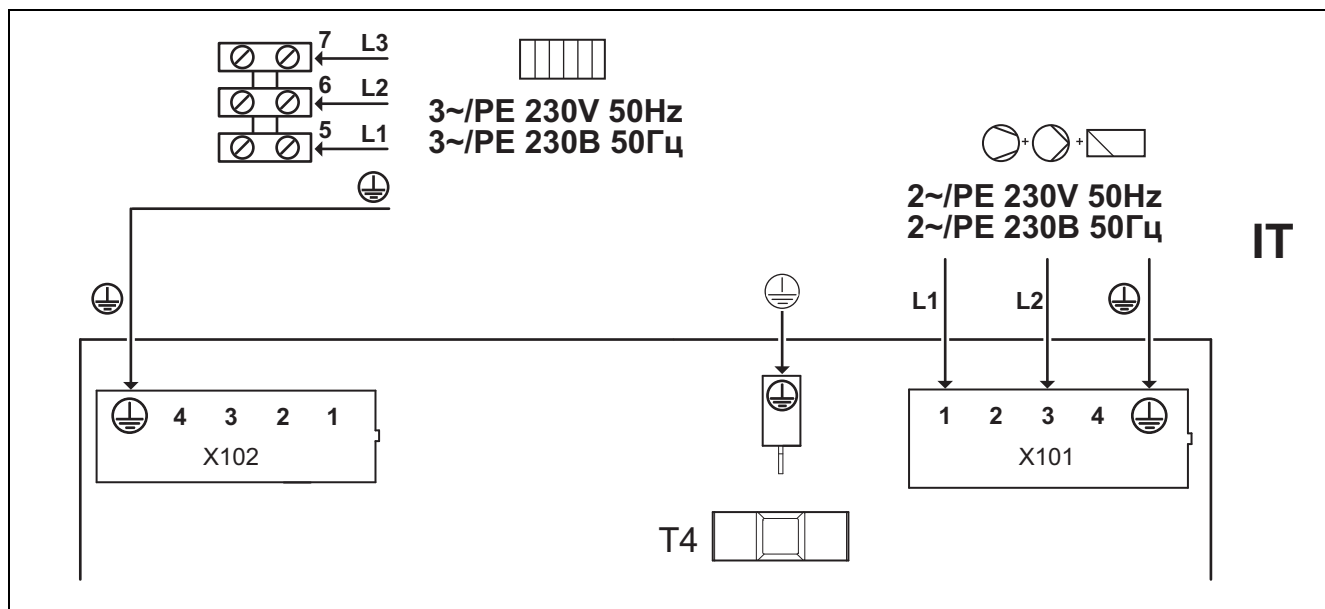 7 L3
6 L2
5 L1
3~/PE 230V 50Hz
3~/PE 230В 50Гц
+ +
2~/PE 230V 50Hz
2~/PE 230В 50Гц
IT
L1 L2
4 3 2 1
X102
1 2 3 4
X101
T4